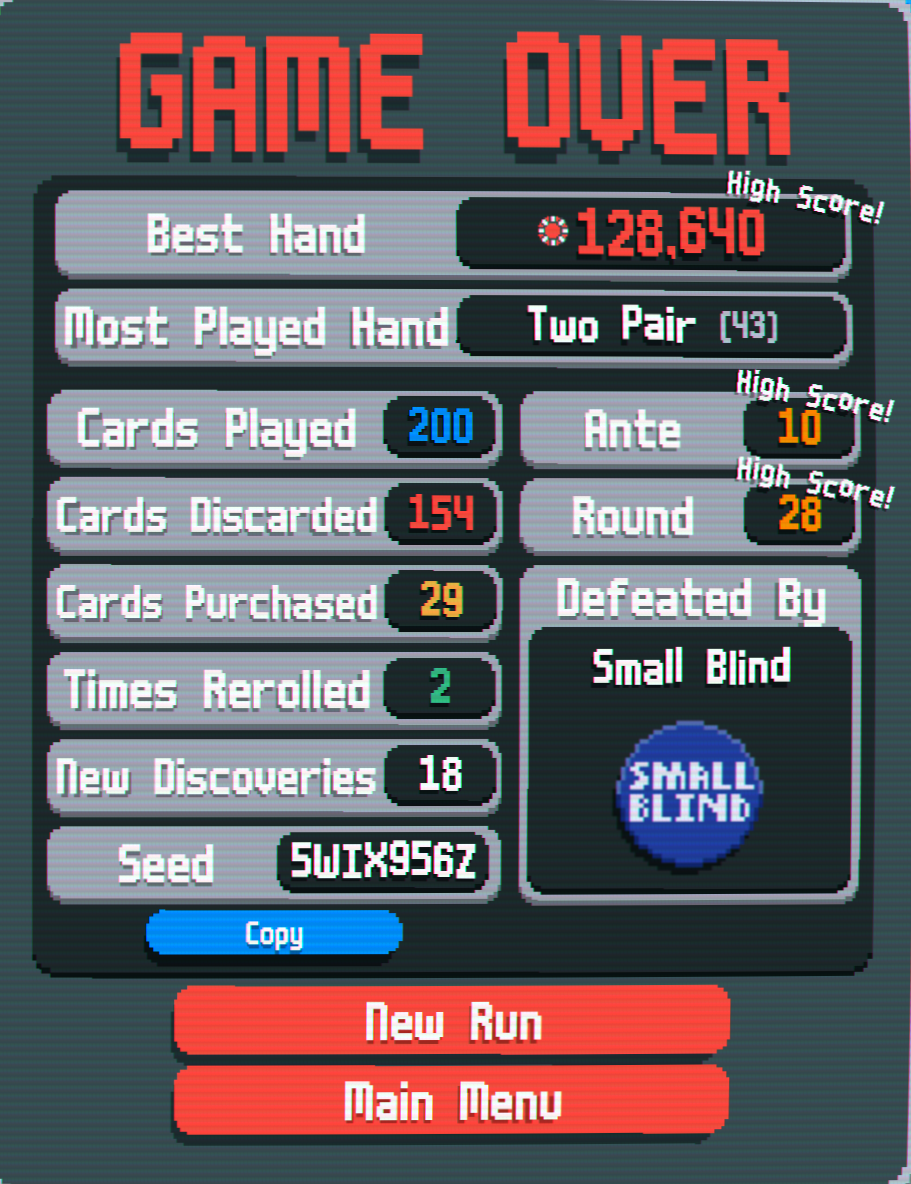 GAME OVER
High Score!
Best Hand 128,640
Most Played Hand Two Pair (43)
High Score!
Cards Played 200 Ante 10
High Score!
Cards Discarded 154 Round 28
Cards Purchased 29 Defeated By
Small Blind
Times Rerolled 2
SMALL
BLIND
New Discoveries 18
Seed 5WIX956Z
Copy
New Run
Main Menu